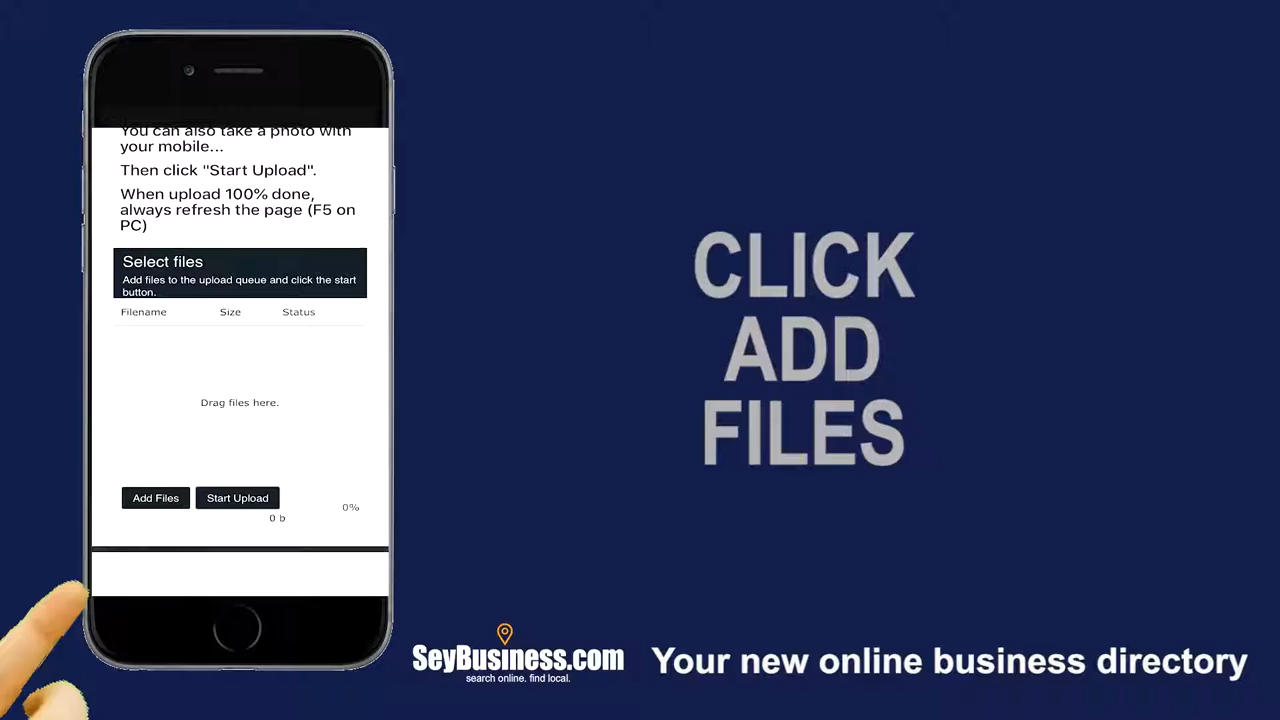 You can also take a photo with
your mobile...
Then click "Start Upload".
When upload 100% done,
always refresh the page (F5 on
PC)
Select files
Add files to the upload queue and click the start
button.
Filename Size Status
Drag files here.
Add Files Start Upload
0 b
0%
CLICK
ADD
FILES
SeyBusiness.com
search online. find local.
Your new online business directory